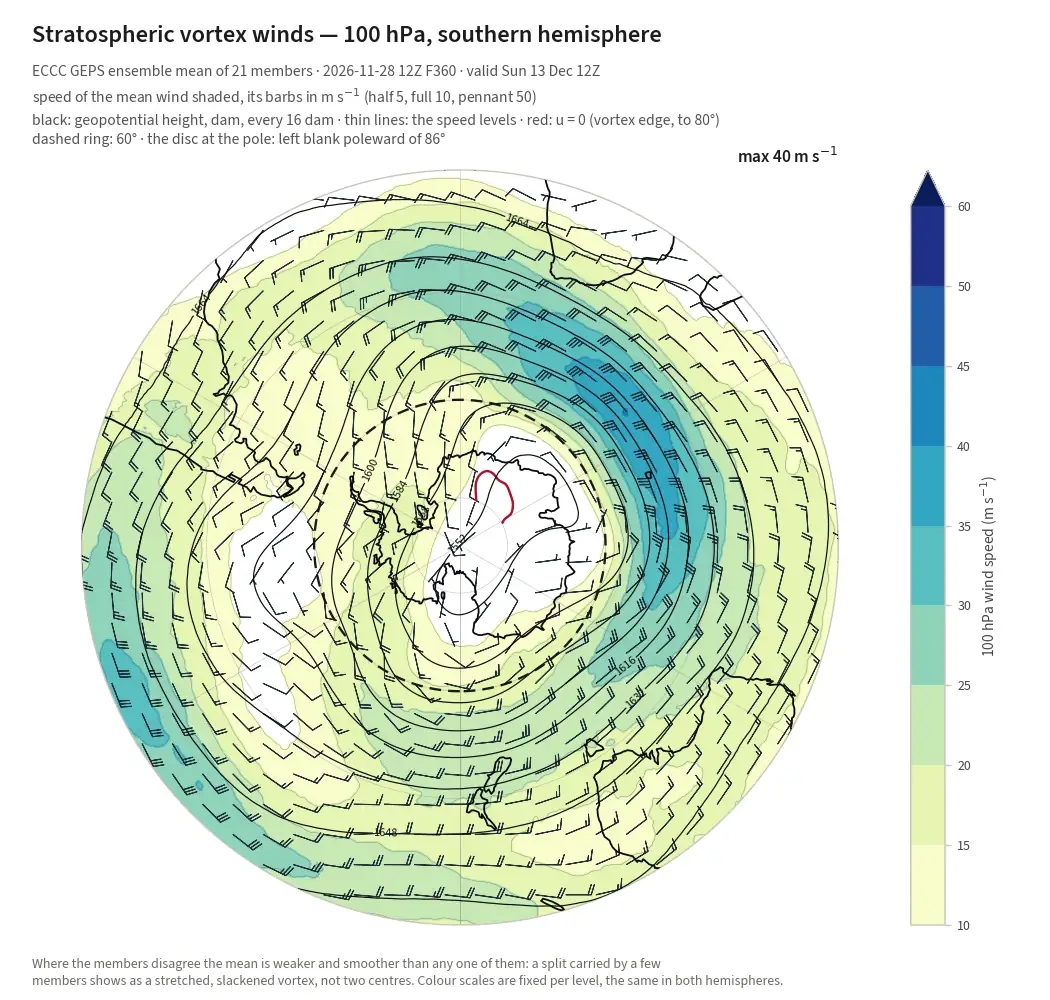 Stratospheric vortex winds — 100 hPa, southern hemisphere
ECCC GEPS ensemble mean of 21 members · 2026-11-28 12Z F360 · valid Sun 13 Dec 12Z
speed of the mean wind shaded, its barbs in m s⁻¹ (half 5, full 10, pennant 50)
black: geopotential height, dam, every 16 dam · thin lines: the speed levels · red: u = 0 (vortex edge, to 80°)
dashed ring: 60° · the disc at the pole: left blank poleward of 86°
max 40 m s⁻¹
1664
1600
1584
1616
1648
60
50
45
40
35
30
25
20
15
10
100 hPa wind speed (m s⁻¹)
Where the members disagree the mean is weaker and smoother than any one of them: a split carried by a few
members shows as a stretched, slackened vortex, not two centres. Colour scales are fixed per level, the same in both hemispheres.